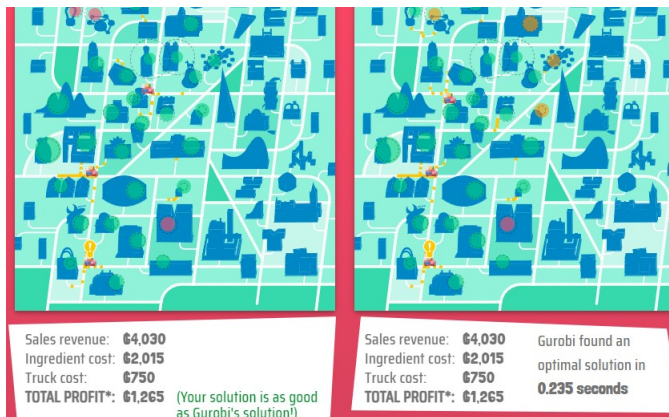 Sales revenue: ₲4,030
Ingredient cost: ₲2,015
Truck cost: ₲750
TOTAL PROFIT*: ₲1,265 (Your solution is as good
as Gurobi's solution!)
Sales revenue: ₲4,030
Ingredient cost: ₲2,015
Truck cost: ₲750
TOTAL PROFIT*: ₲1,265
Gurobi found an
optimal solution in
0.235 seconds